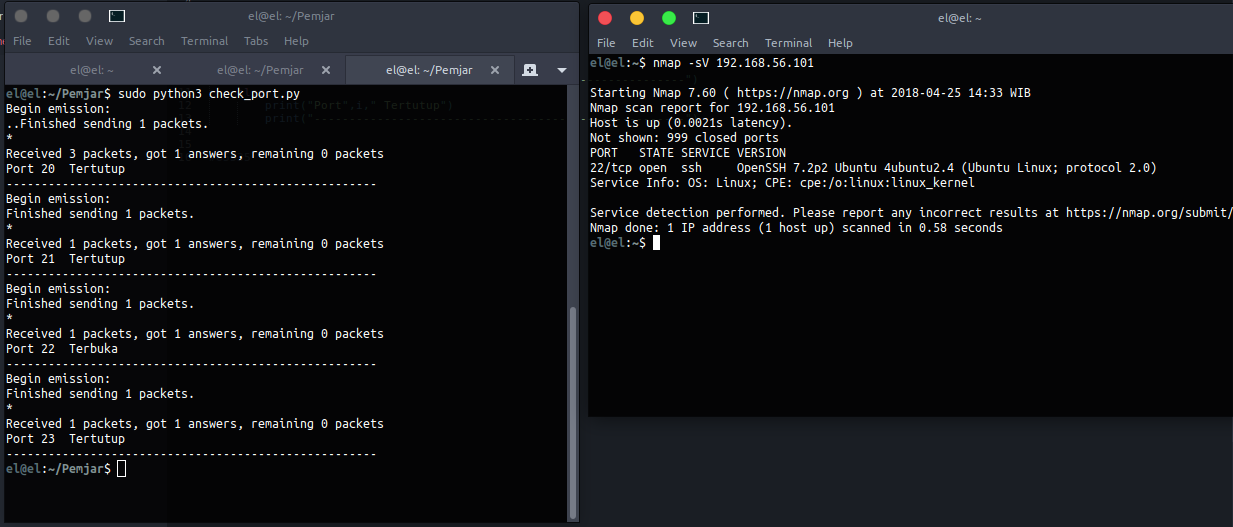 el@el: ~/Pemjar
File Edit View Search Terminal Tabs Help
el@el: ~ × el@el: ~/Pemjar × el@el: ~/Pemjar ×
el@el:~/Pemjar$ sudo python3 check_port.py
Begin emission:
12 print("Port",i," Tertutup")
..Finished sending 1 packets.
*
Received 3 packets, got 1 answers, remaining 0 packets
Port 20  Tertutup
-----------------------------------------------------
Begin emission:
Finished sending 1 packets.
*
Received 1 packets, got 1 answers, remaining 0 packets
Port 21  Tertutup
-----------------------------------------------------
Begin emission:
Finished sending 1 packets.
*
Received 1 packets, got 1 answers, remaining 0 packets
Port 22  Terbuka
-----------------------------------------------------
Begin emission:
Finished sending 1 packets.
*
Received 1 packets, got 1 answers, remaining 0 packets
Port 23  Tertutup
-----------------------------------------------------
el@el:~/Pemjar$
el@el: ~
File Edit View Search Terminal Help
el@el:~$ nmap -sV 192.168.56.101
Starting Nmap 7.60 ( https://nmap.org ) at 2018-04-25 14:33 WIB
Nmap scan report for 192.168.56.101
Host is up (0.0021s latency).
Not shown: 999 closed ports
PORT   STATE SERVICE VERSION
22/tcp open  ssh     OpenSSH 7.2p2 Ubuntu 4ubuntu2.4 (Ubuntu Linux; protocol 2.0)
Service Info: OS: Linux; CPE: cpe:/o:linux:linux_kernel
Service detection performed. Please report any incorrect results at https://nmap.org/submit/
Nmap done: 1 IP address (1 host up) scanned in 0.58 seconds
el@el:~$